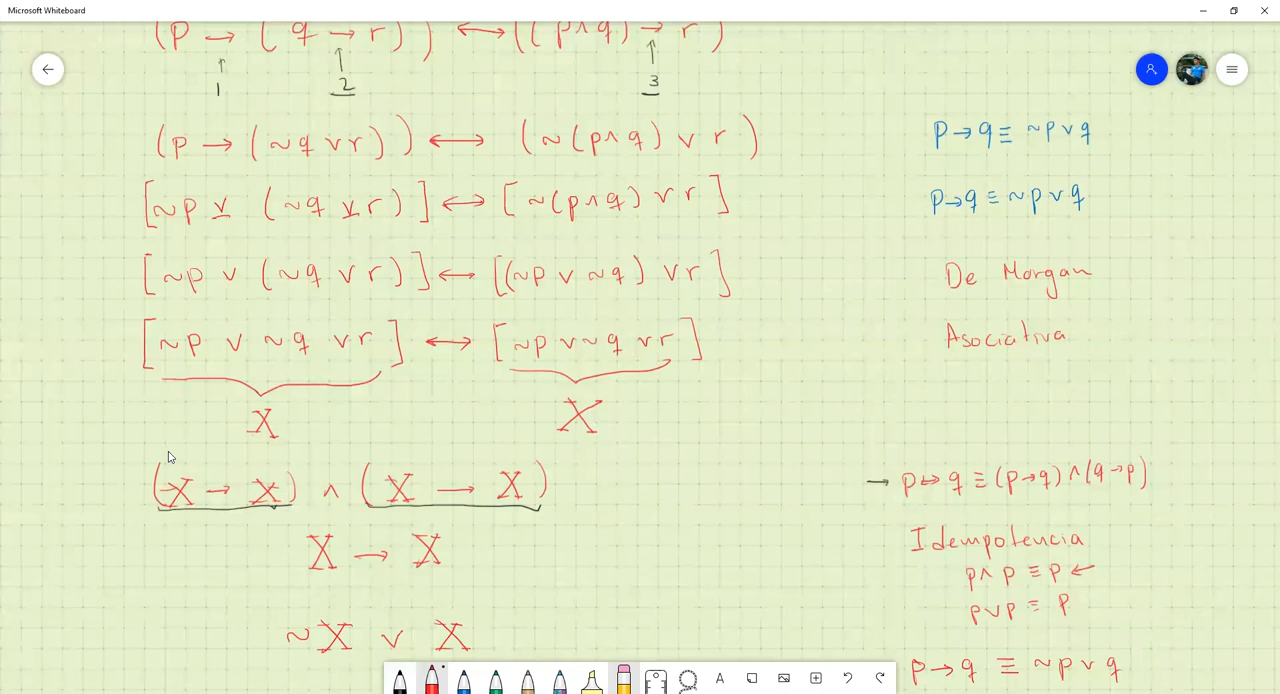 Microsoft Whiteboard
(p → (q → r)) ↔ ((p ∧ q) → r)
1 2 3
(p → (~q ∨ r)) ↔ (~(p ∧ q) ∨ r) p → q ≡ ~p ∨ q
[~p ∨ (~q ∨ r)] ↔ [~(p ∧ q) ∨ r] p → q ≡ ~p ∨ q
[~p ∨ (~q ∨ r)] ↔ [(~p ∨ ~q) ∨ r] De Morgan
[~p ∨ ~q ∨ r] ↔ [~p ∨ ~q ∨ r] Asociativa
X X
(X → X) ∧ (X → X) → p ↔ q ≡ (p → q) ∧ (q → p)
X → X Idempotencia
p ∧ p ≡ p ←
p ∨ p ≡ p
~X ∨ X
p → q ≡ ~p ∨ q
A